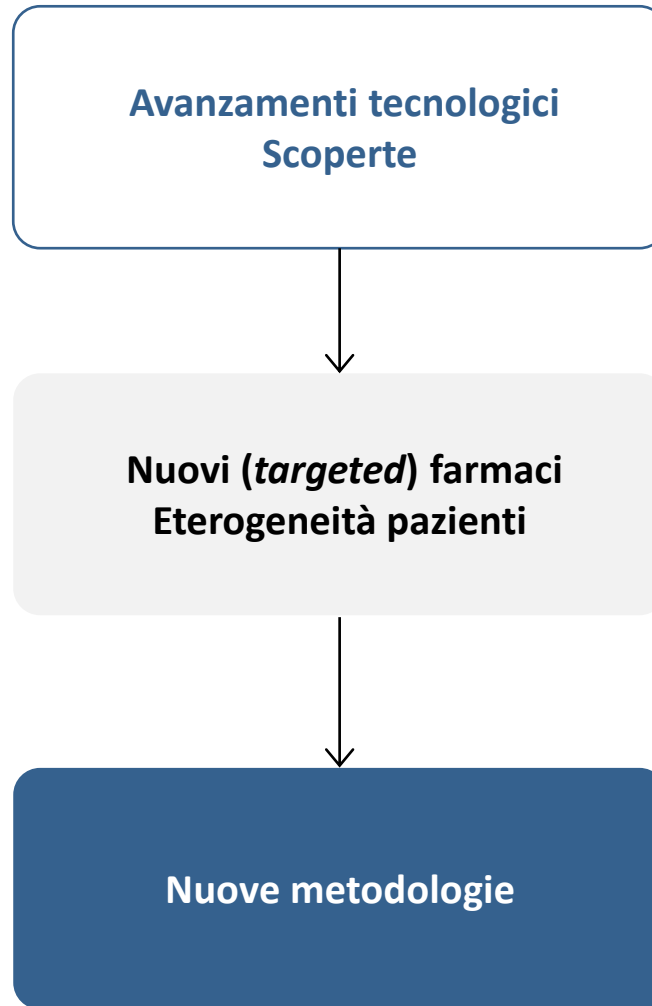 Avanzamenti tecnologici
Scoperte
Nuovi (targeted) farmaci
Eterogeneità pazienti
Nuove metodologie